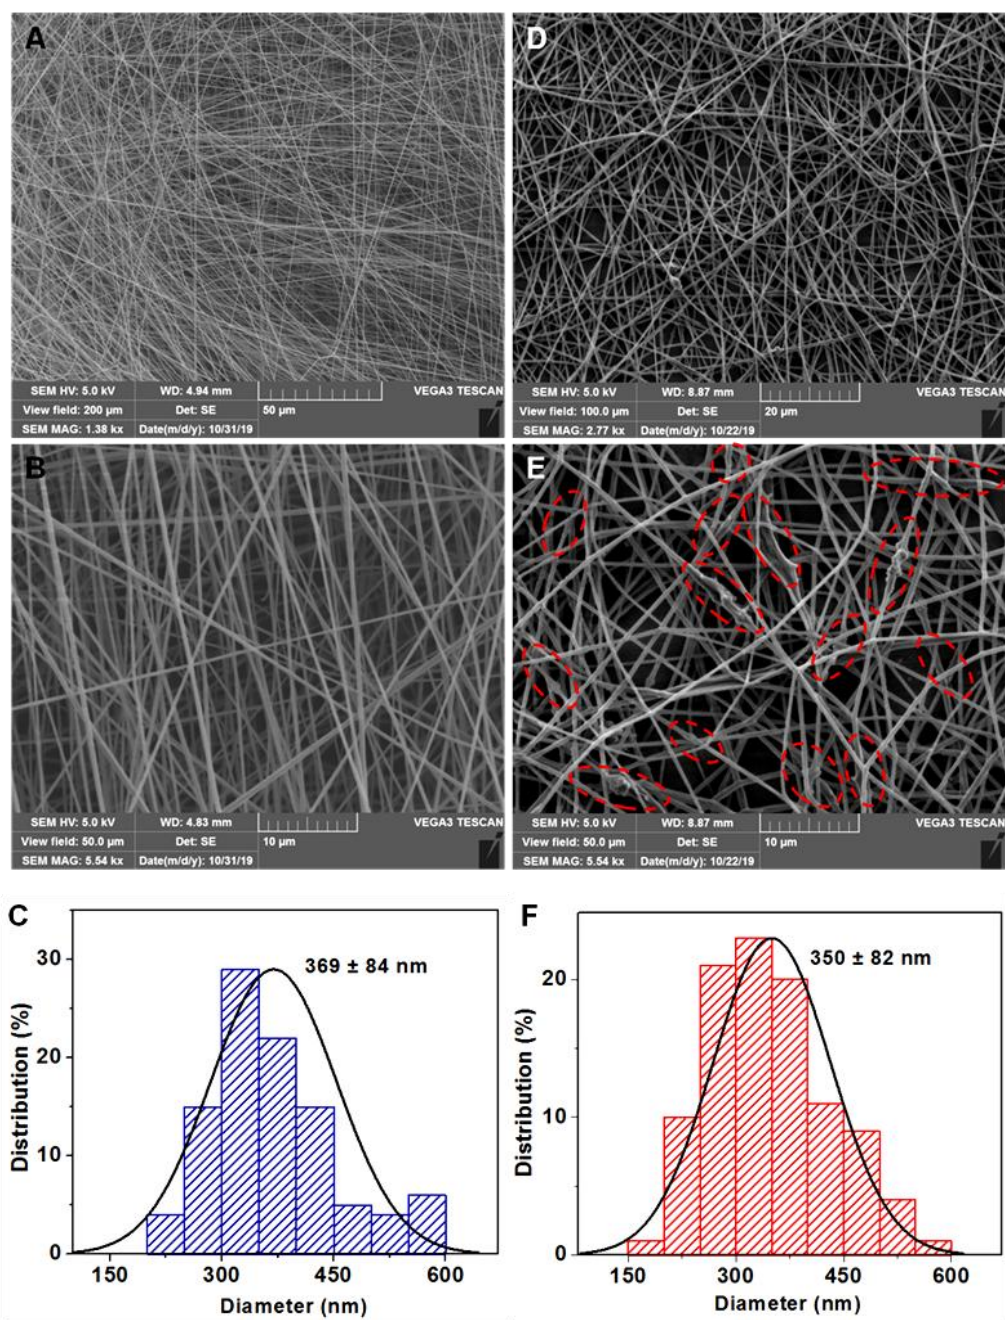 A
SEM HV: 5.0 kV WD: 4.94 mm VEGA3 TESCAN
View field: 200 µm Det: SE 50 µm
SEM MAG: 1.38 kx Date(m/d/y): 10/31/19
D
SEM HV: 5.0 kV WD: 8.87 mm VEGA3 TESCAN
View field: 100.0 µm Det: SE 20 µm
SEM MAG: 2.77 kx Date(m/d/y): 10/22/19
B
SEM HV: 5.0 kV WD: 4.83 mm VEGA3 TESCAN
View field: 50.0 µm Det: SE 10 µm
SEM MAG: 5.54 kx Date(m/d/y): 10/31/19
E
SEM HV: 5.0 kV WD: 8.87 mm VEGA3 TESCAN
View field: 50.0 µm Det: SE 10 µm
SEM MAG: 5.54 kx Date(m/d/y): 10/22/19
C
369 ± 84 nm
Distribution (%)
30
20
10
0
150 300 450 600
Diameter (nm)
F
350 ± 82 nm
Distribution (%)
20
10
0
150 300 450 600
Diameter (nm)